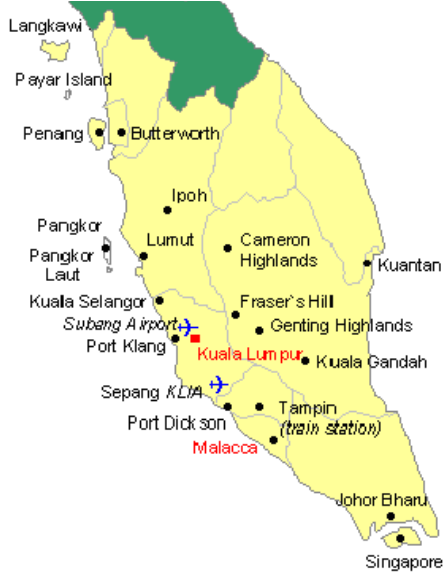 Langkawi
Payar Island
Penang
Butterworth
Ipoh
Pangkor
Lumut
Cameron
Highlands
Pangkor
Laut
Kuantan
Kuala Selangor
Fraser`s Hill
Subang Airport
Genting Highlands
Port Klang
Kuala Lumpur
Kuala Gandah
Sepang KLIA
Port Dickson
Tampin
(train station)
Malacca
Johor Bharu
Singapore